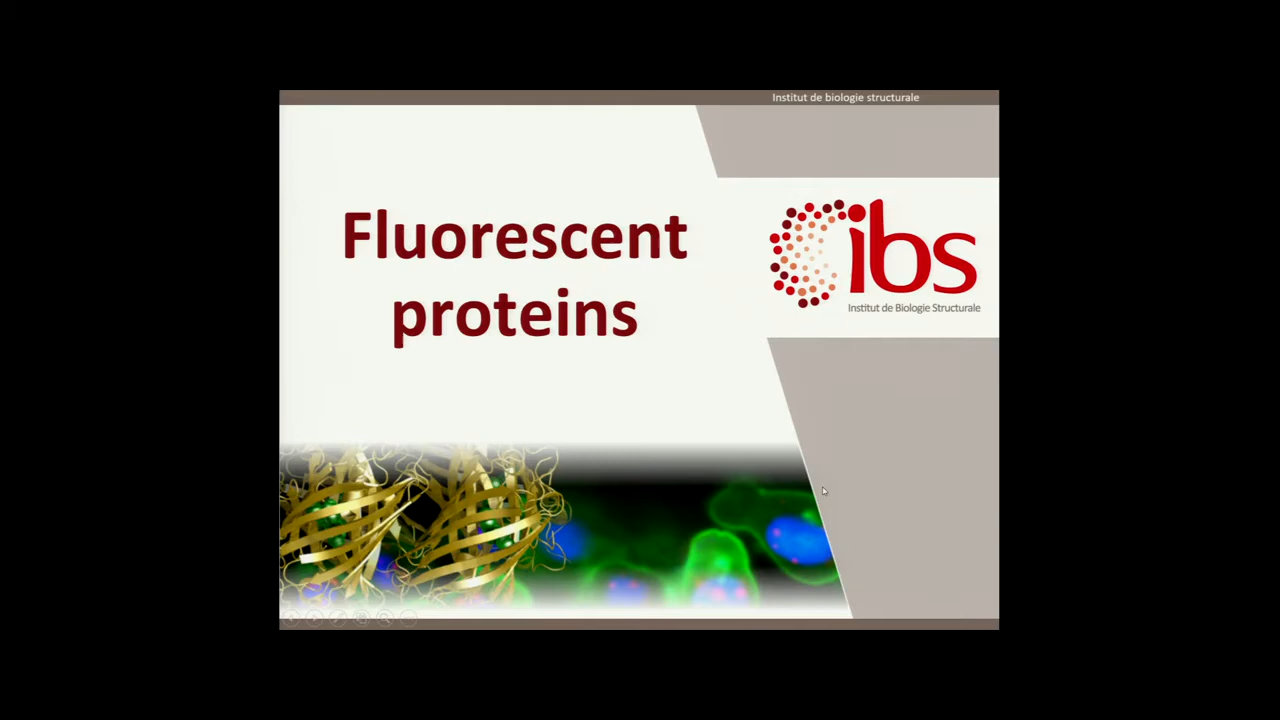 Institut de biologie structurale
Fluorescent
proteins
ibs
Institut de Biologie Structurale